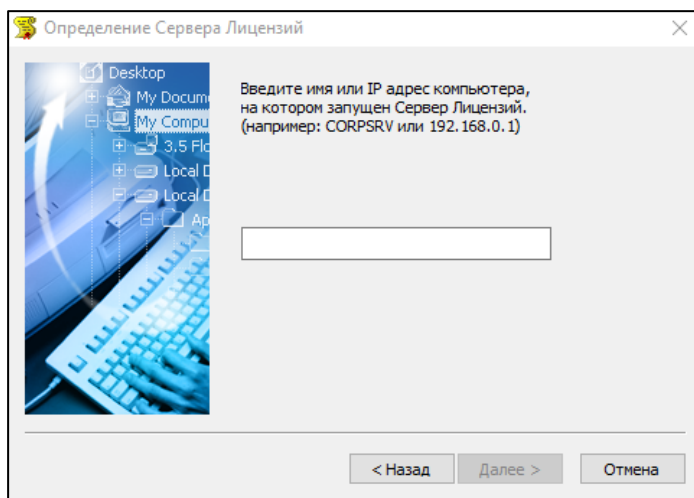 Определение Сервера Лицензий
Desktop
My Docum
My Compu
3.5 Flo
Local D
Local D
Ap
Введите имя или IP адрес компьютера,
на котором запущен Сервер Лицензий.
(например: CORPSRV или 192.168.0.1)
< Назад
Далее >
Отмена